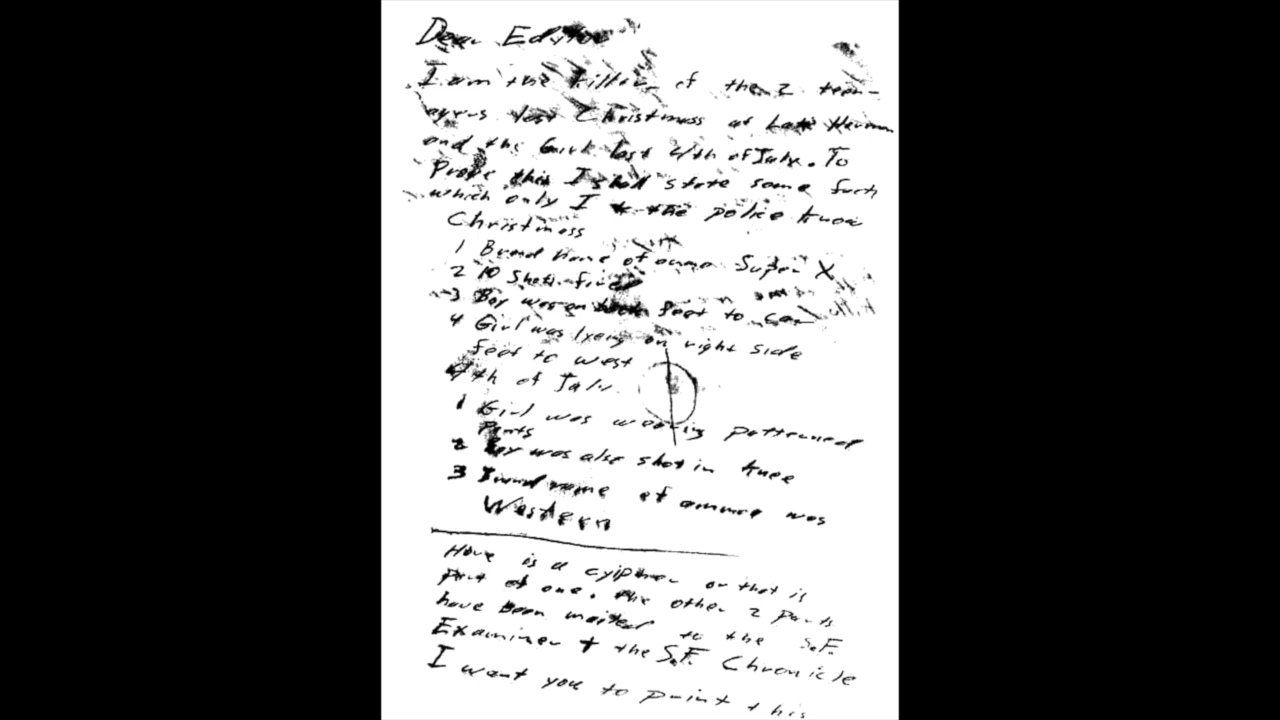 Dear Editor
I am the killer of the 2 teen-
agers last Christmass at Lake Herman
and the Girl last 4th of July. To
Prove this I shall state some facts
which only I + the police know
Christmass
1 Brand name of ammo Super X
2 10 Shots fired
3 Boy was on back feet to car
4 Girl was lyeing on right side
feet to west
4th of July
1 Girl was wearing patterned
Pants
2 Boy was also shot in knee
3 Brand name of ammo was
Western
Here is a cyipher or that is
part of one. the other 2 parts
have been mailed to the S.F.
Examiner + the S.F. Chronicle
I want you to print this